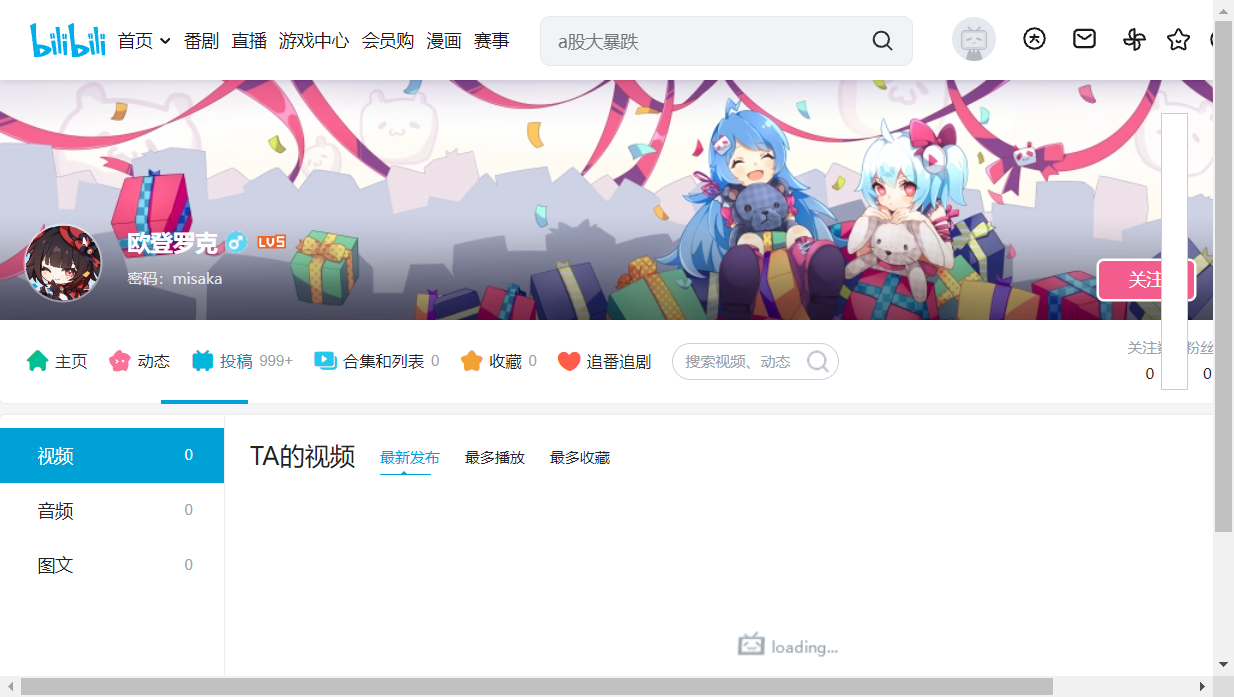 bilibili 首页 番剧 直播 游戏中心 会员购 漫画 赛事 a股大暴跌
欧登罗克 LV5
密码：misaka
关注
主页 动态 投稿 999+ 合集和列表 0 收藏 0 追番追剧 搜索视频、动态
关注 粉丝
0 0
视频 0
音频 0
图文 0
TA的视频 最新发布 最多播放 最多收藏
loading...